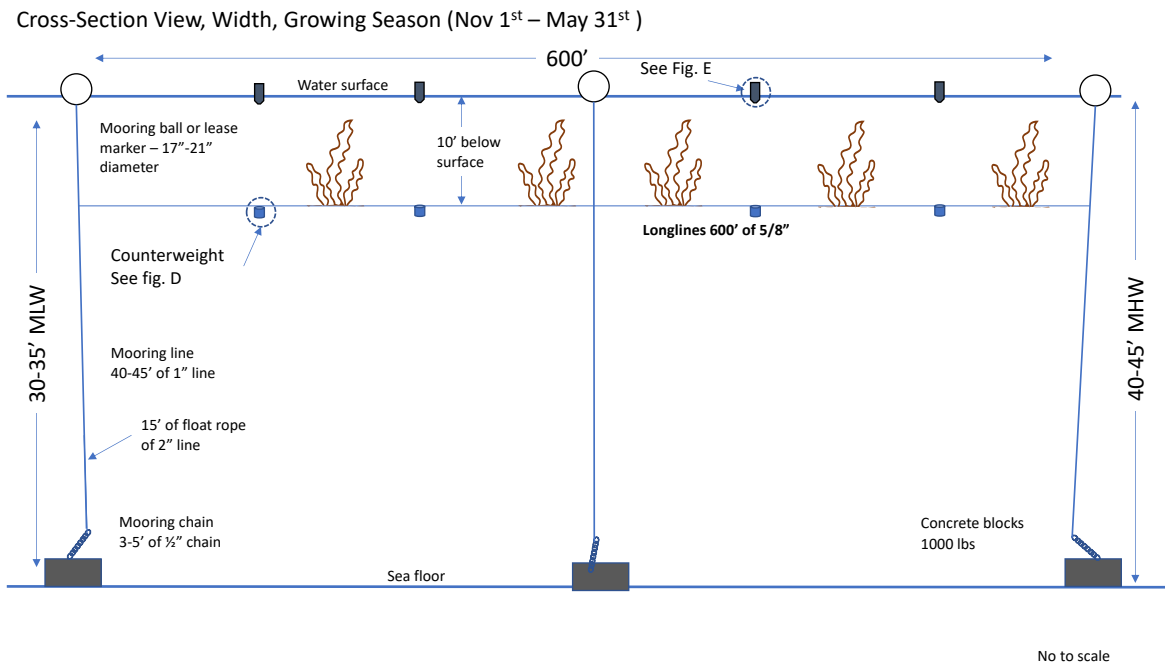 Cross-Section View, Width, Growing Season (Nov 1st – May 31st )
600’
See Fig. E
Water surface
Mooring ball or lease
marker – 17”-21”
diameter
10’ below
surface
Longlines 600’ of 5/8”
Counterweight
See fig. D
30-35’ MLW
40-45’ MHW
Mooring line
40-45’ of 1” line
15’ of float rope
of 2” line
Mooring chain
3-5’ of ½” chain
Concrete blocks
1000 lbs
Sea floor
No to scale